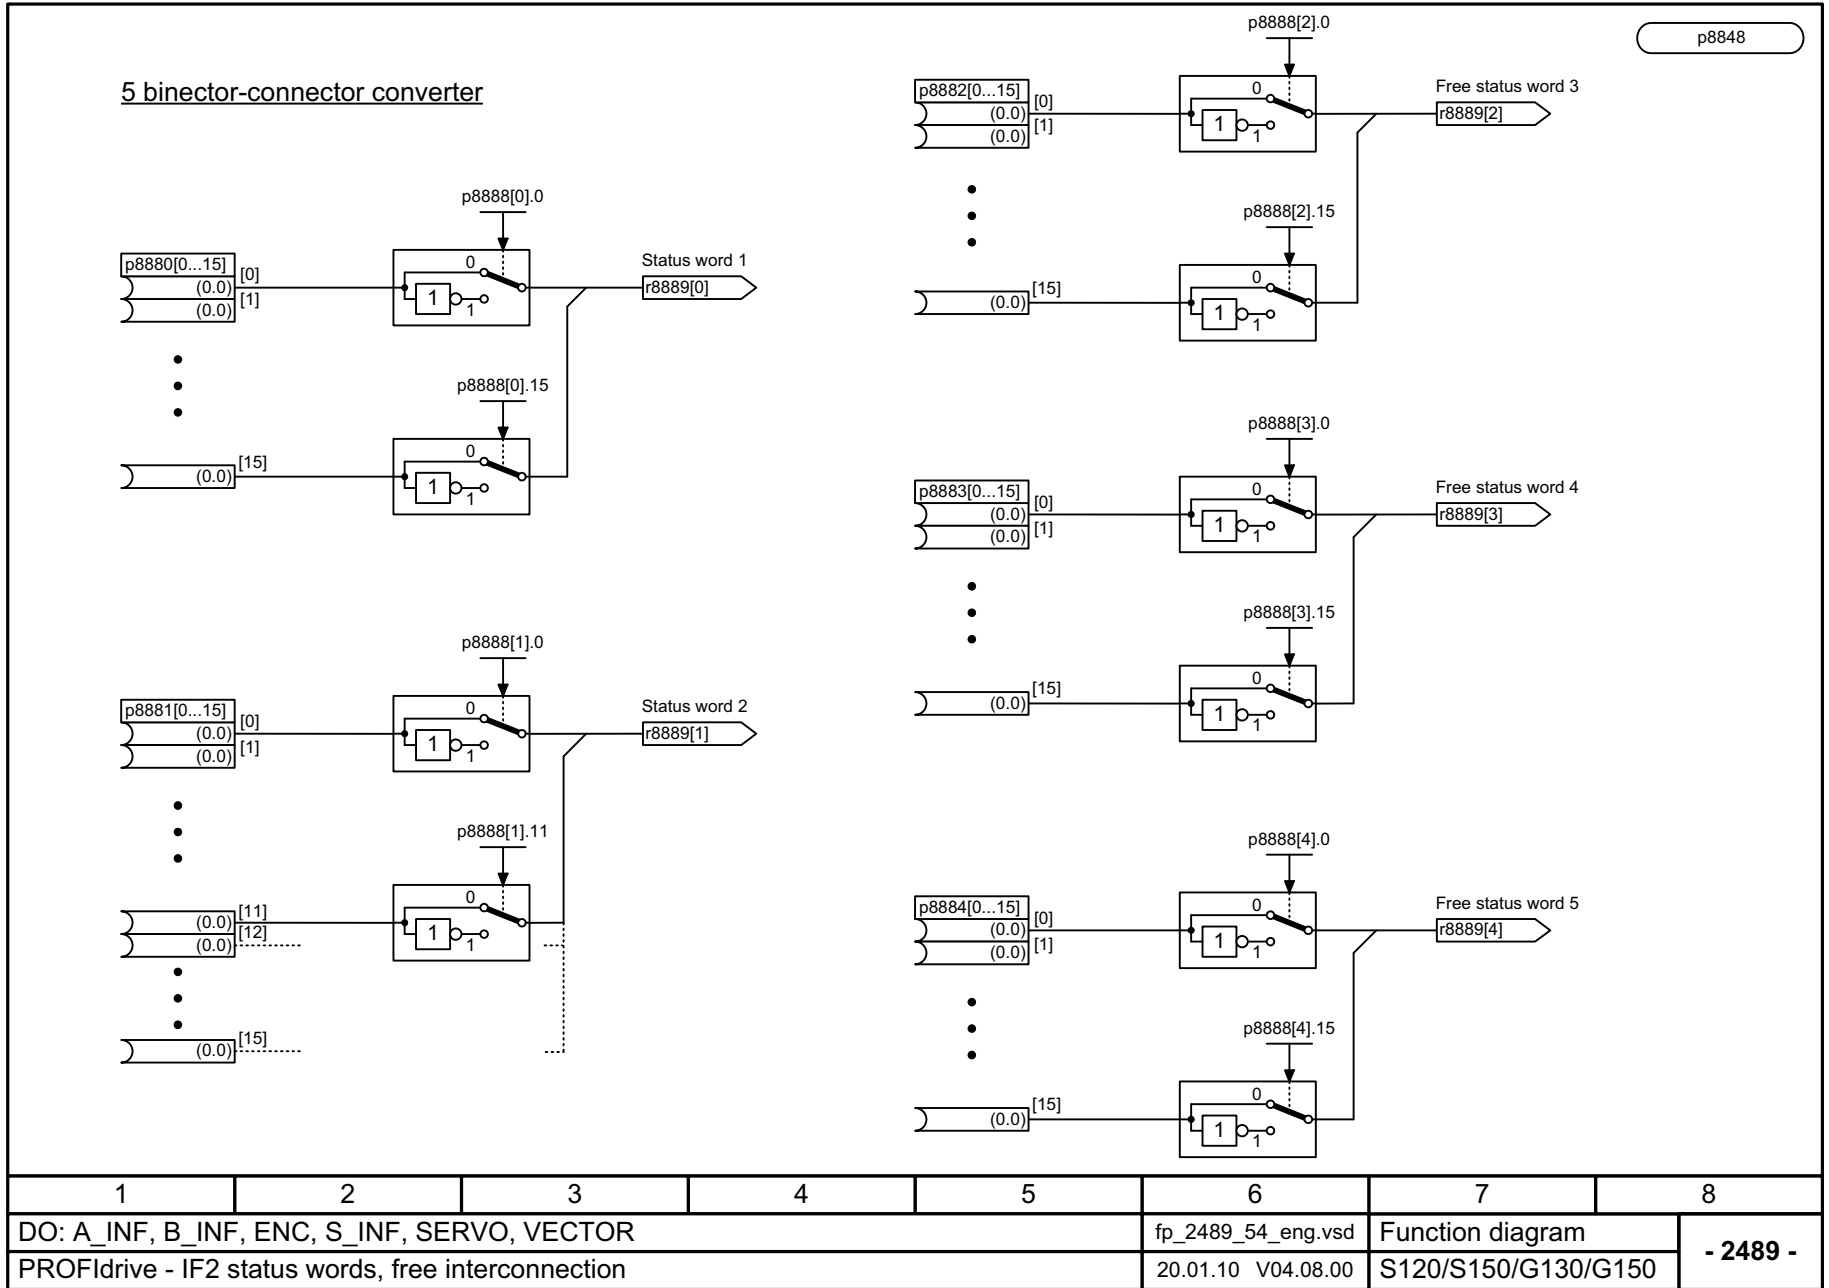 p8848
5 binector-connector converter
p8888[0].0
p8880[0...15]
[0]
(0.0)
[1]
(0.0)
0
1
1
Status word 1
r8889[0]
p8888[0].15
[15]
(0.0)
0
1
1
p8888[1].0
p8881[0...15]
[0]
(0.0)
[1]
(0.0)
0
1
1
Status word 2
r8889[1]
p8888[1].11
[11]
(0.0)
[12]
(0.0)
0
1
1
[15]
(0.0)
p8888[2].0
p8882[0...15]
[0]
(0.0)
[1]
(0.0)
0
1
1
Free status word 3
r8889[2]
p8888[2].15
[15]
(0.0)
0
1
1
p8888[3].0
p8883[0...15]
[0]
(0.0)
[1]
(0.0)
0
1
1
Free status word 4
r8889[3]
p8888[3].15
[15]
(0.0)
0
1
1
p8888[4].0
p8884[0...15]
[0]
(0.0)
[1]
(0.0)
0
1
1
Free status word 5
r8889[4]
p8888[4].15
[15]
(0.0)
0
1
1
1 2 3 4 5 6 7 8
DO: A_INF, B_INF, ENC, S_INF, SERVO, VECTOR
fp_2489_54_eng.vsd
Function diagram
- 2489 -
PROFIdrive - IF2 status words, free interconnection
20.01.10 V04.08.00
S120/S150/G130/G150